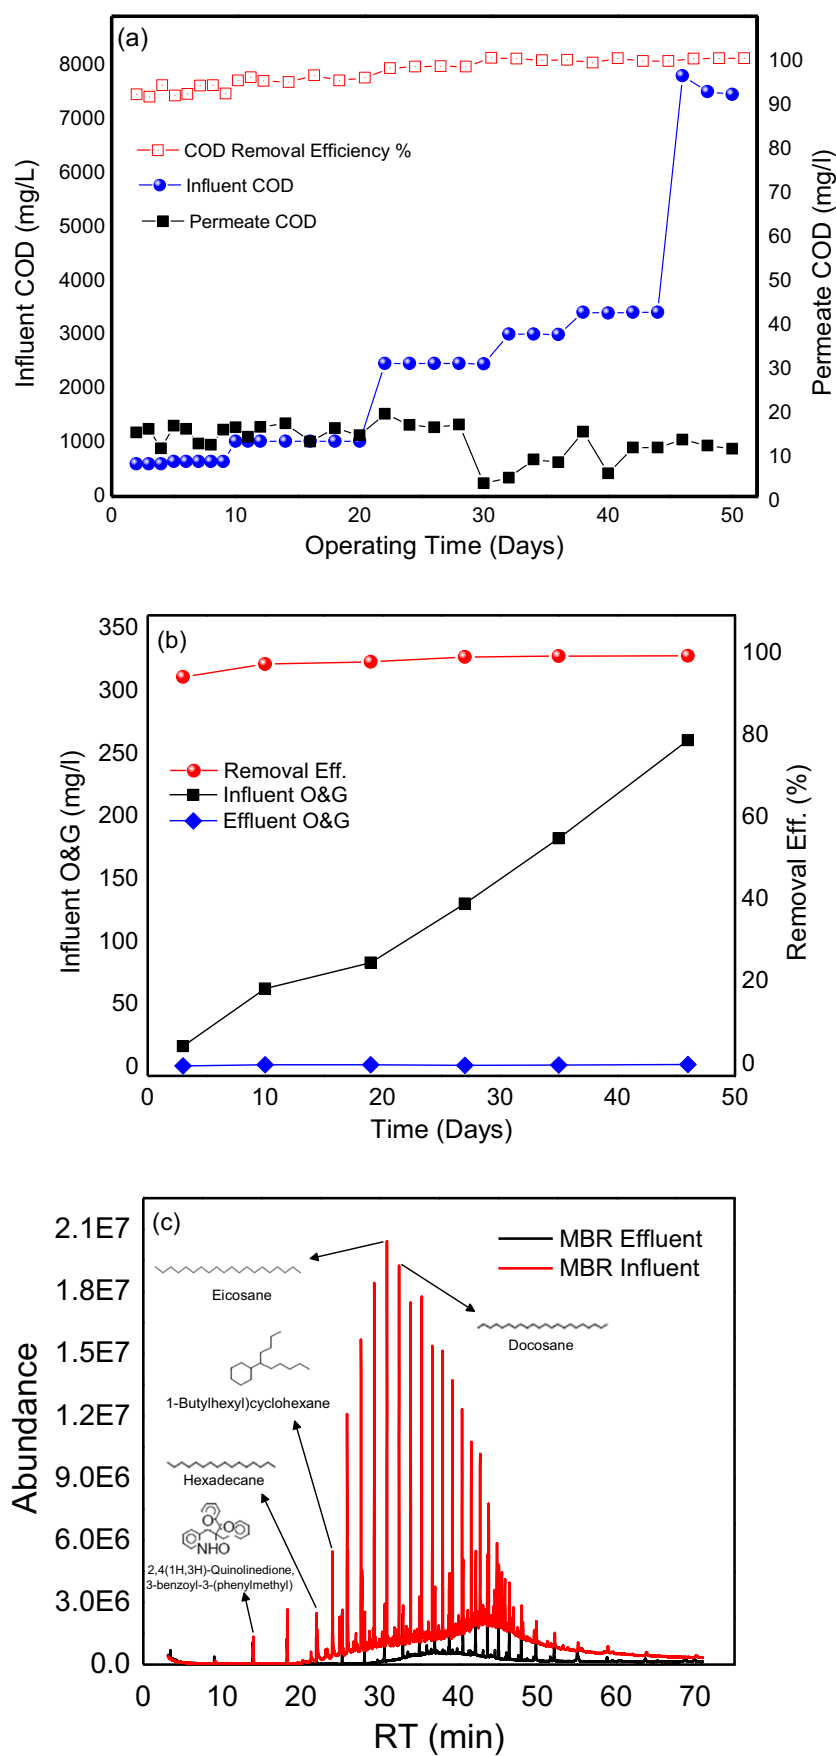 (a)
8000
7000
6000
5000
4000
3000
2000
1000
0
Influent COD (mg/L)
COD Removal Efficiency %
Influent COD
Permeate COD
100
90
80
70
60
50
40
30
20
10
0
Permeate COD (mg/l)
0 10 20 30 40 50
Operating Time (Days)
(b)
350
300
250
200
150
100
50
0
Influent O&G (mg/l)
Removal Eff.
Influent O&G
Effluent O&G
100
80
60
40
20
0
Removal Eff. (%)
0 10 20 30 40 50
Time (Days)
(c)
2.1E7
1.8E7
1.5E7
1.2E7
9.0E6
6.0E6
3.0E6
0.0
Abundance
MBR Effluent
MBR Influent
Eicosane
Docosane
1-Butylhexyl)cyclohexane
Hexadecane
O
O
NHO
2,4(1H,3H)-Quinolinedione,
3-benzoyl-3-(phenylmethyl)
0 10 20 30 40 50 60 70
RT (min)